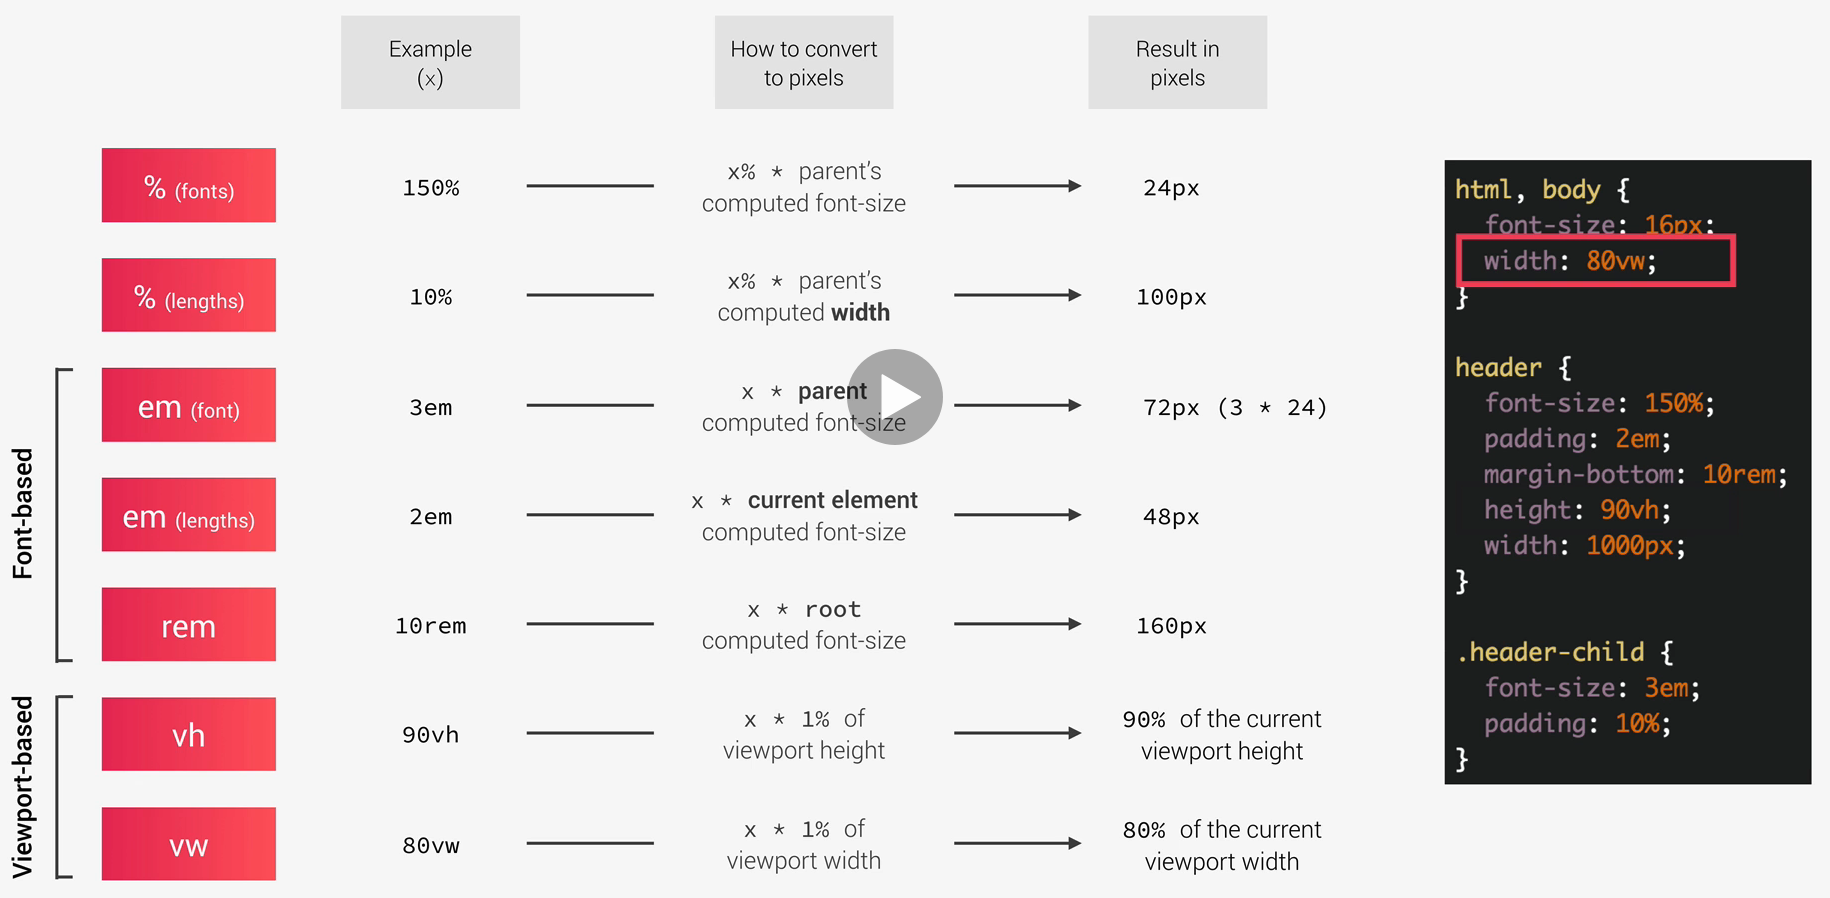 Example
(x)
How to convert
to pixels
Result in
pixels
% (fonts)
150%
x% * parent's
computed font-size
24px
% (lengths)
10%
x% * parent's
computed width
100px
Font-based
em (font)
3em
x * parent
computed font-size
72px (3 * 24)
em (lengths)
2em
x * current element
computed font-size
48px
rem
10rem
x * root
computed font-size
160px
Viewport-based
vh
90vh
x * 1% of
viewport height
90% of the current
viewport height
vw
80vw
x * 1% of
viewport width
80% of the current
viewport width
html, body {
font-size: 16px;
width: 80vw;
}
header {
font-size: 150%;
padding: 2em;
margin-bottom: 10rem;
height: 90vh;
width: 1000px;
}
.header-child {
font-size: 3em;
padding: 10%;
}